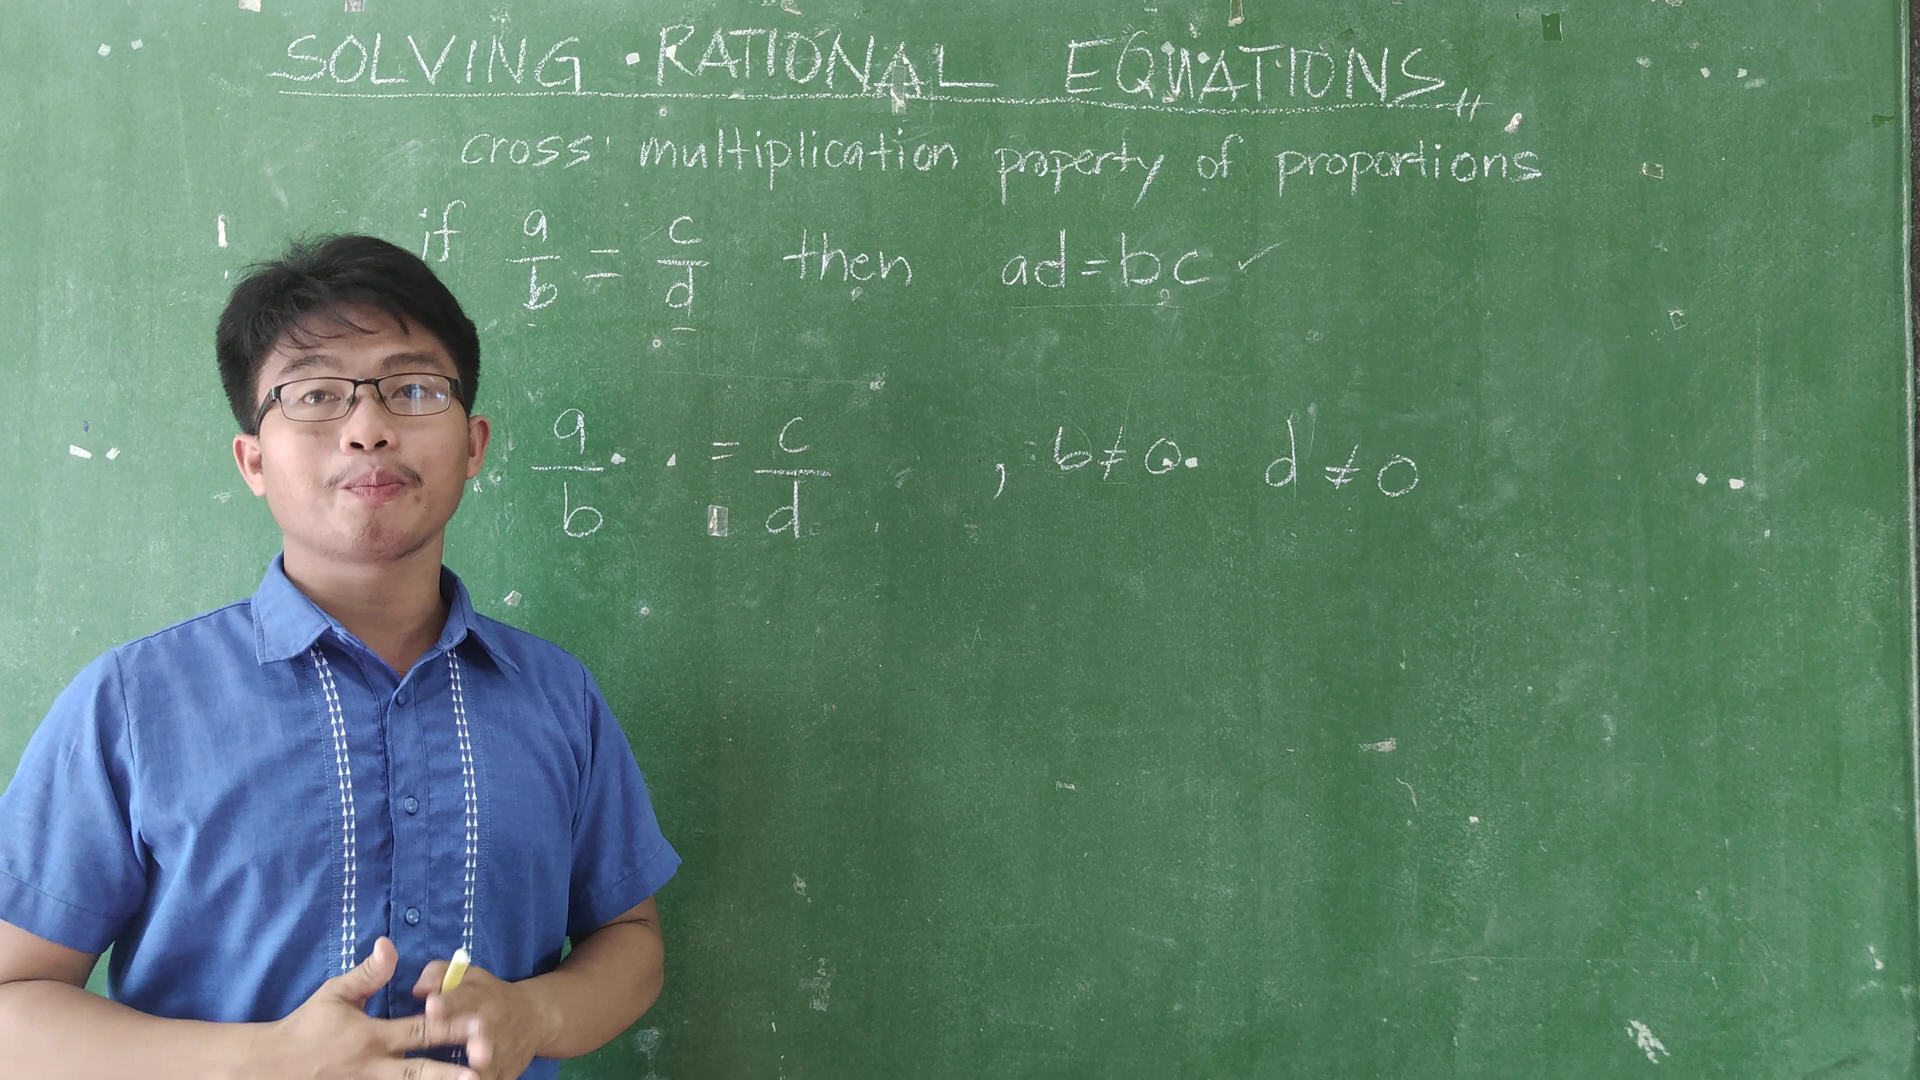 SOLVING RATIONAL EQUATIONS
cross multiplication property of proportions
if a/b = c/d then ad=bc ✓
a/b = c/d , b≠0 d≠0